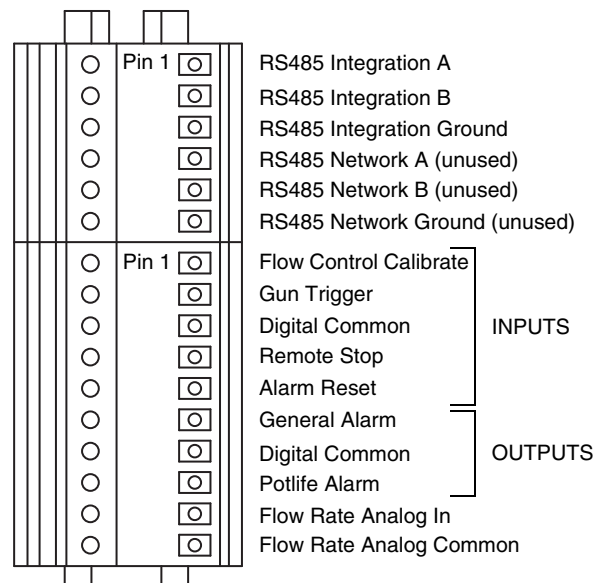 Pin 1 RS485 Integration A
RS485 Integration B
RS485 Integration Ground
RS485 Network A (unused)
RS485 Network B (unused)
RS485 Network Ground (unused)
Pin 1 Flow Control Calibrate
Gun Trigger
Digital Common INPUTS
Remote Stop
Alarm Reset
General Alarm
Digital Common OUTPUTS
Potlife Alarm
Flow Rate Analog In
Flow Rate Analog Common